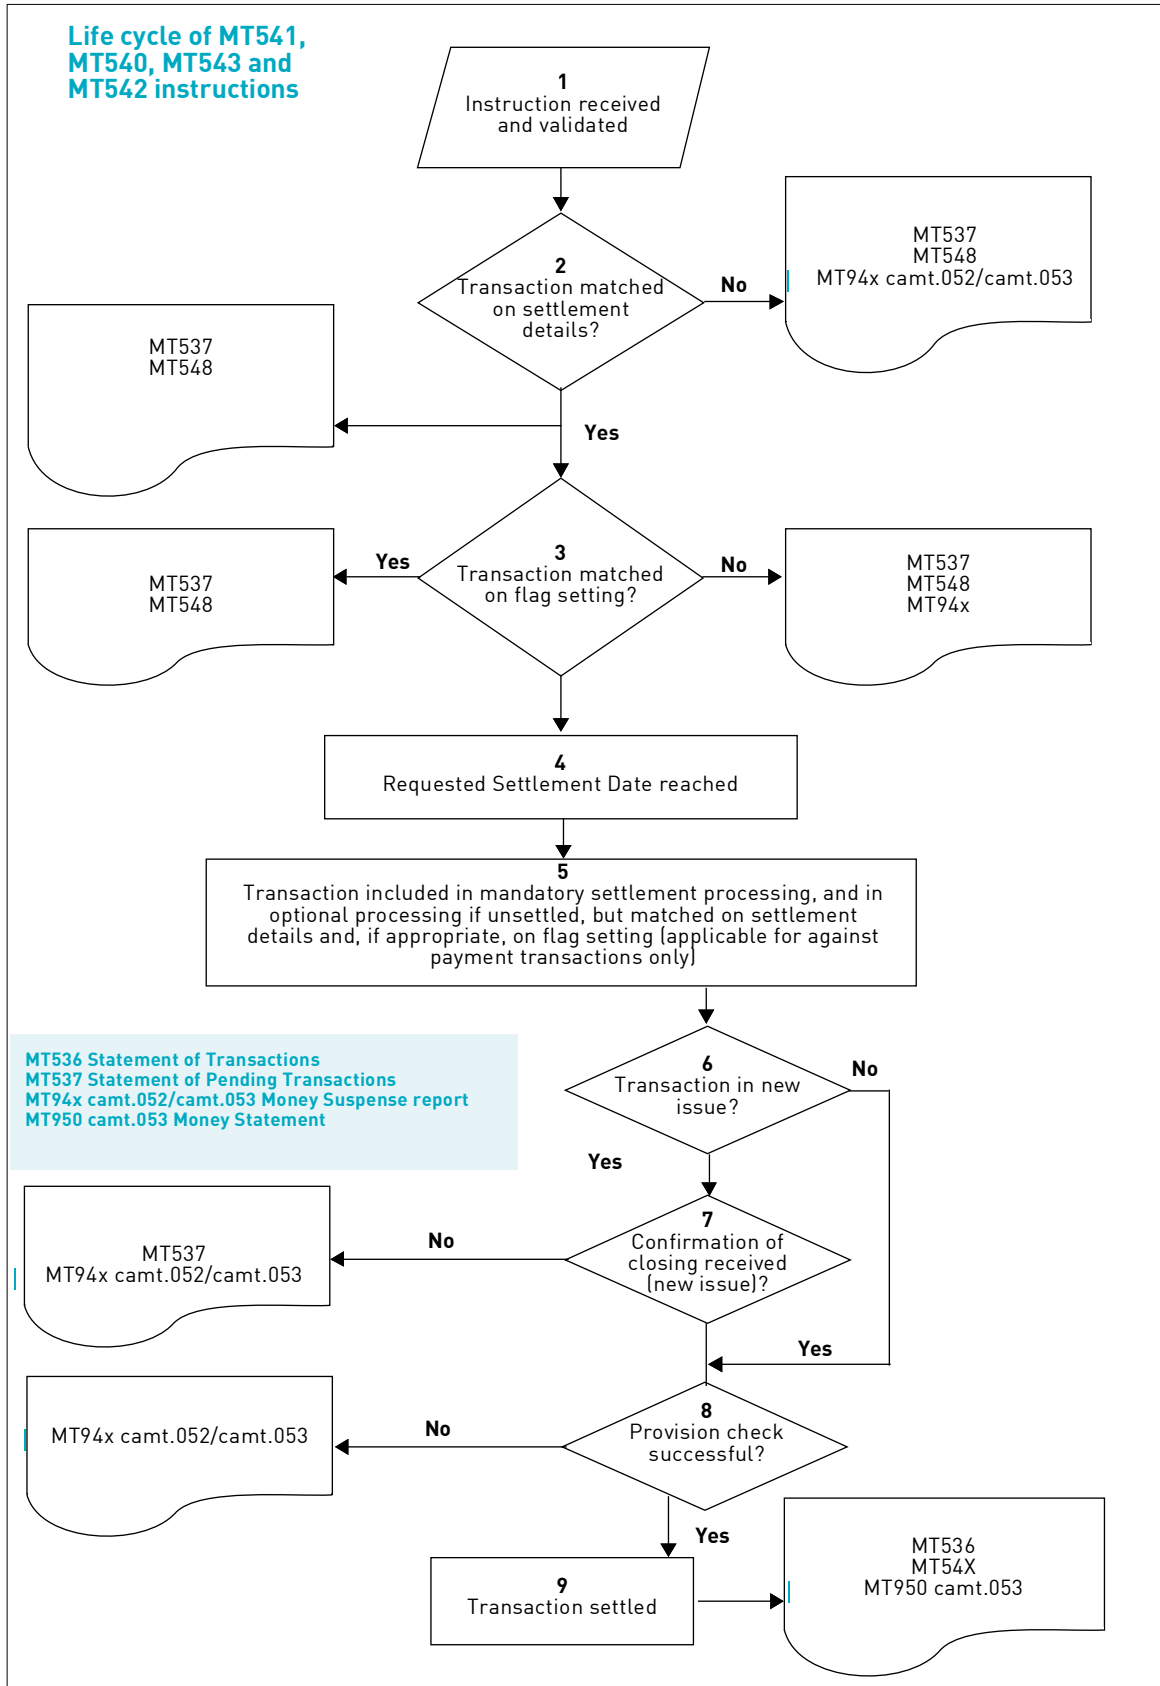 Life cycle of MT541,
MT540, MT543 and
MT542 instructions
1
Instruction received
and validated
2
Transaction matched
on settlement
details?
No
MT537
MT548
MT94x camt.052/camt.053
MT537
MT548
Yes
3
Transaction matched
on flag setting?
Yes
MT537
MT548
No
MT537
MT548
MT94x
4
Requested Settlement Date reached
5
Transaction included in mandatory settlement processing, and in
optional processing if unsettled, but matched on settlement
details and, if appropriate, on flag setting (applicable for against
payment transactions only)
MT536 Statement of Transactions
MT537 Statement of Pending Transactions
MT94x camt.052/camt.053 Money Suspense report
MT950 camt.053 Money Statement
6
Transaction in new
issue?
No
Yes
7
Confirmation of
closing received
(new issue)?
No
MT537
MT94x camt.052/camt.053
Yes
8
Provision check
successful?
No
MT94x camt.052/camt.053
Yes
9
Transaction settled
MT536
MT54X
MT950 camt.053